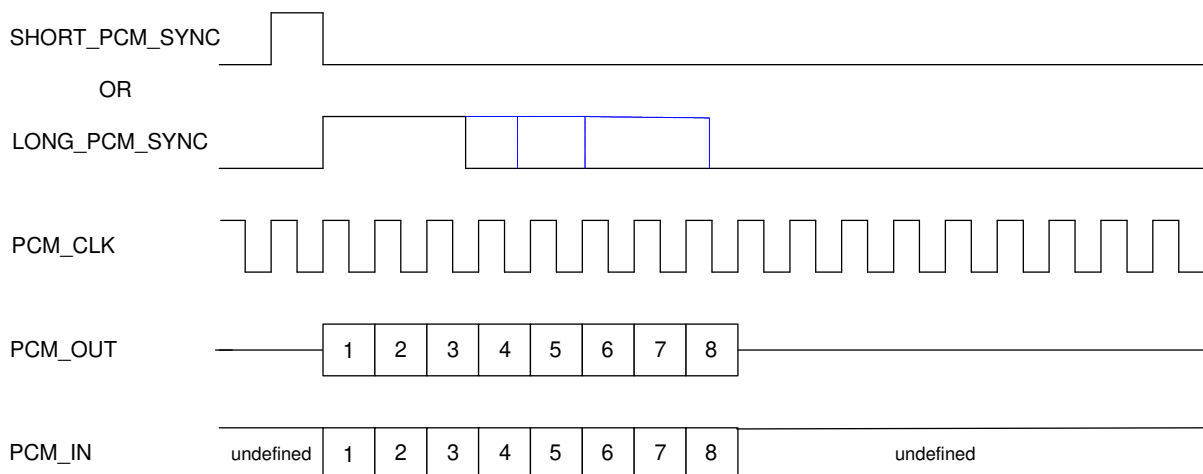 SHORT_PCM_SYNC
OR
LONG_PCM_SYNC
PCM_CLK
PCM_OUT 1 2 3 4 5 6 7 8
PCM_IN undefined 1 2 3 4 5 6 7 8 undefined